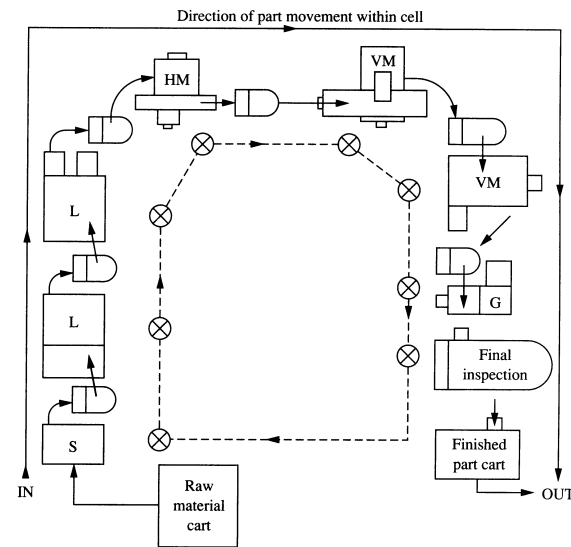 Direction of part movement within cell
HM
VM
L
VM
L
G
Final
inspection
S
Finished
part cart
Raw
material
cart
IN
OUT